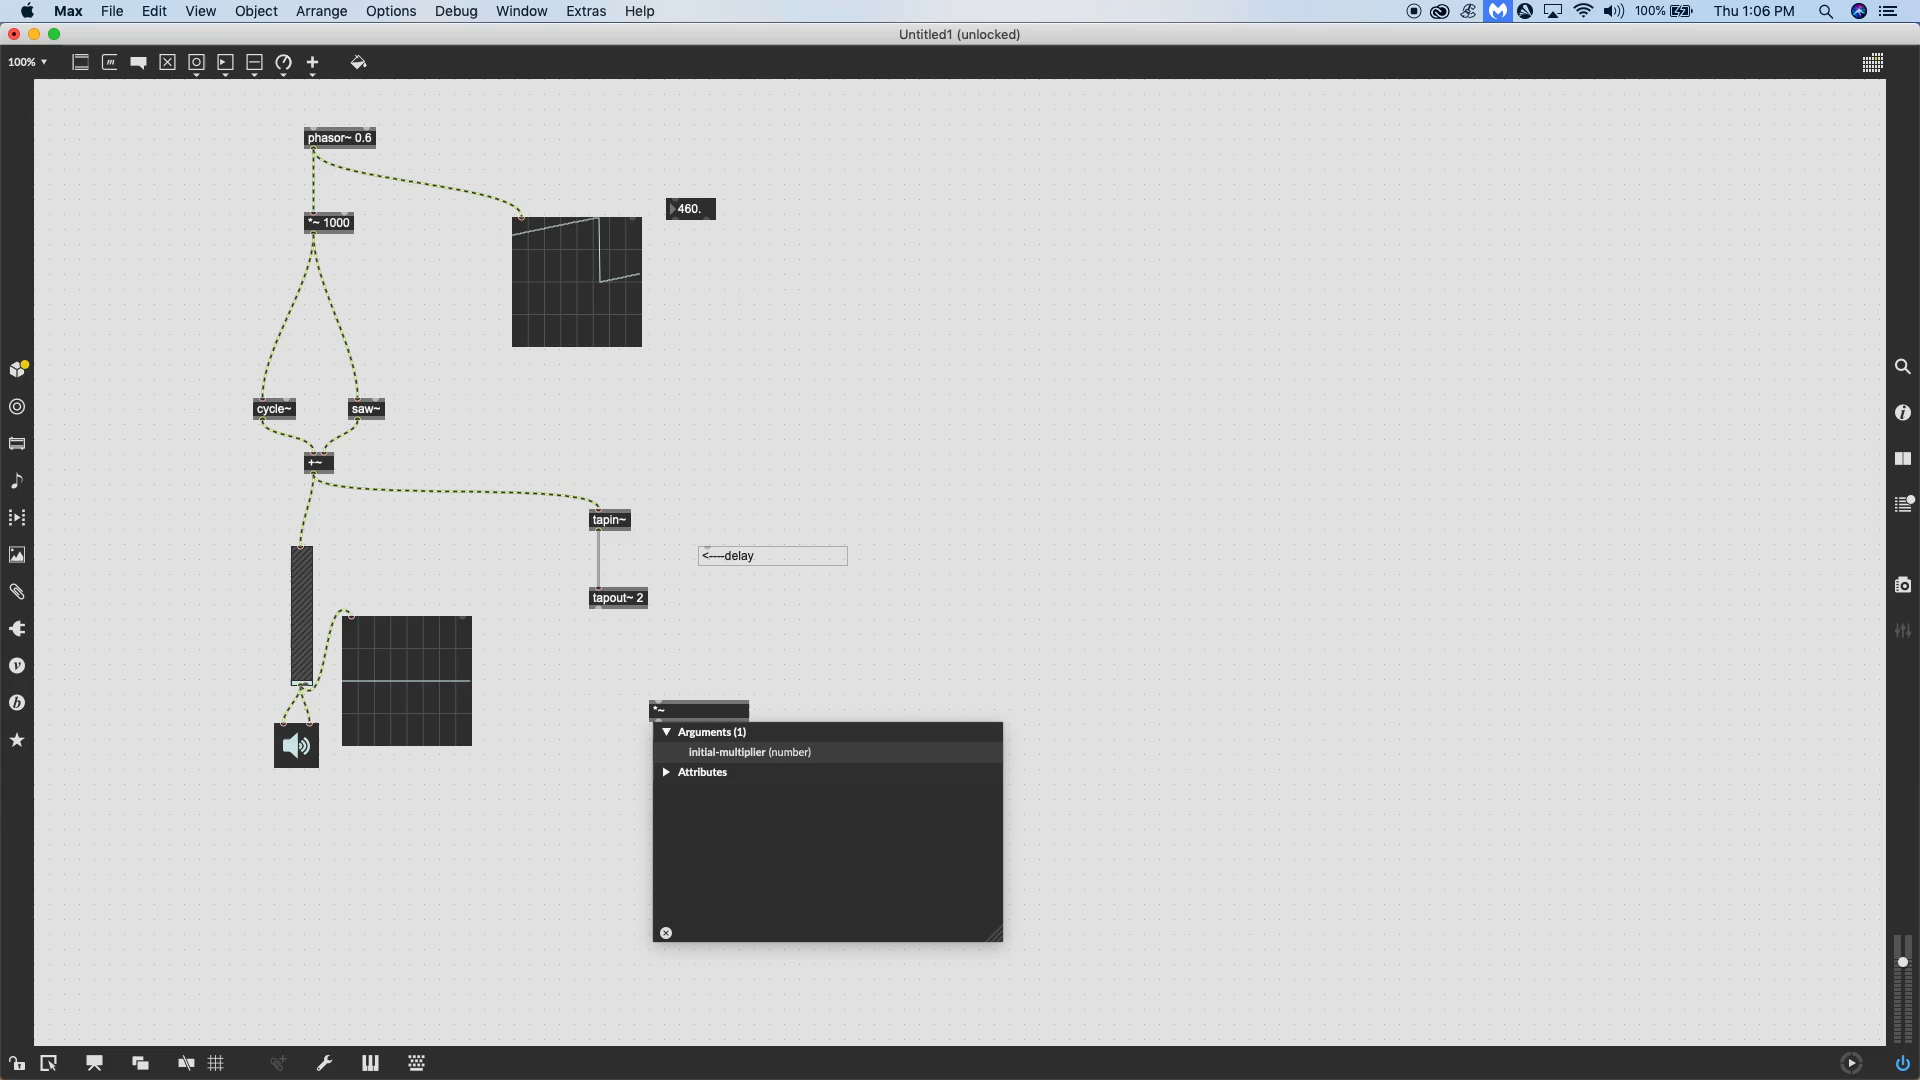 Max File Edit View Object Arrange Options Debug Window Extras Help
100% Thu 1:06 PM
Untitled1 (unlocked)
100%
phasor~ 0.6
460.
*~ 1000
cycle~ saw~
+~
tapin~
<----delay
tapout~ 2
*~
Arguments (1)
initial-multiplier (number)
Attributes